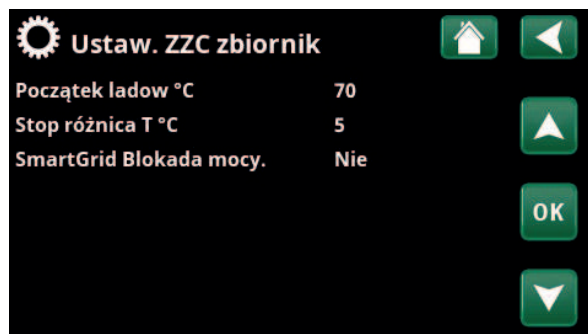 Ustaw. ZZC zbiornik
Początek ladow °C 70
Stop różnica T °C 5
SmartGrid Blokada mocy. Nie
OK